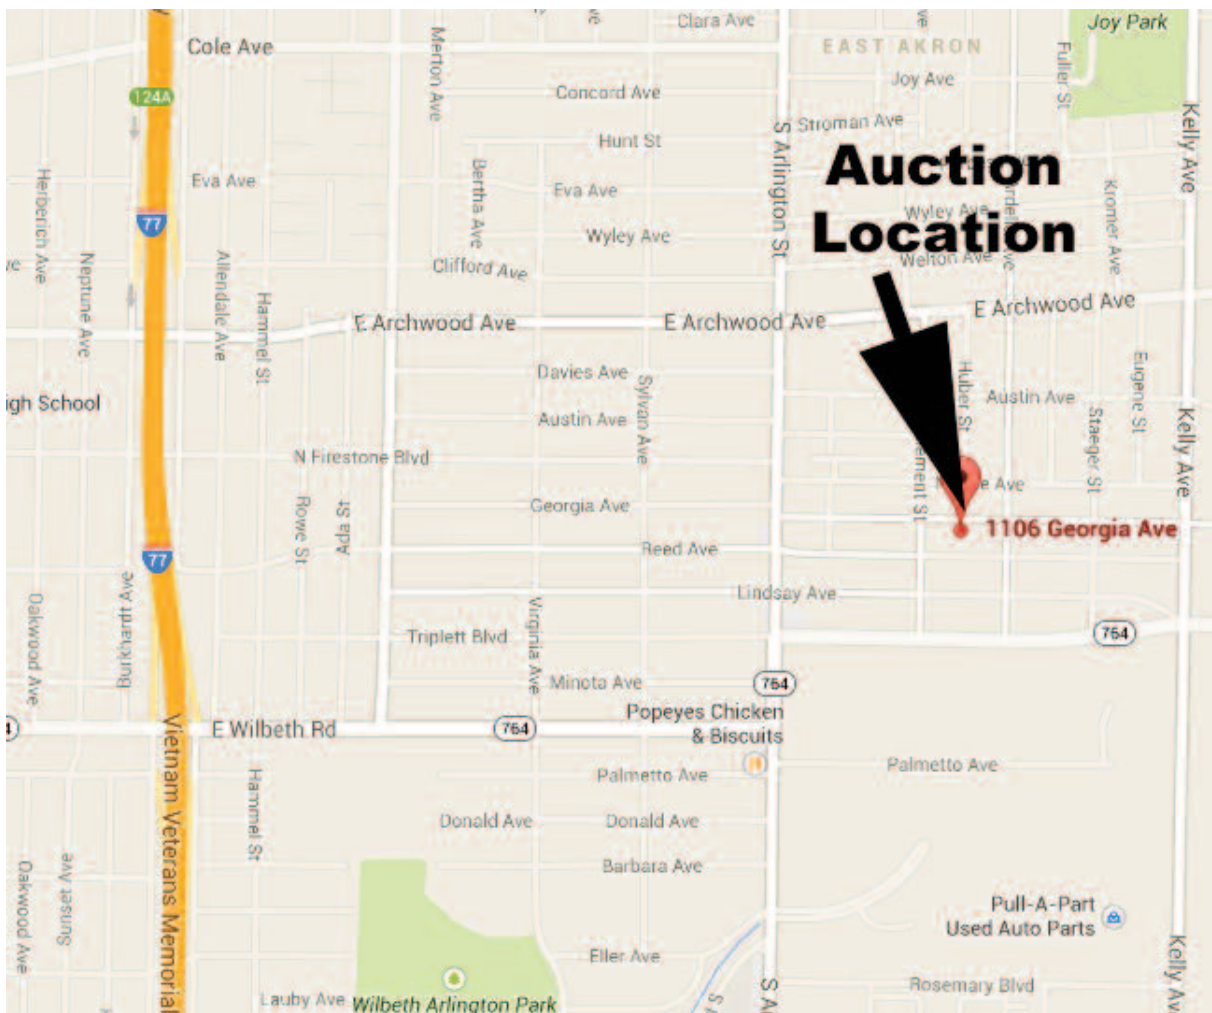 Cole Ave
Clara Ave
Joy Park
EAST AKRON
Merton Ave
Fuller St
Joy Ave
124A
Concord Ave
Kelly Ave
S Arlington St
Stroman Ave
Hunt St
Auction
Location
Herberich Ave
Eva Ave
Bertha Ave
Eva Ave
Kromer Ave
77
Wyley Ave
Wyley Ave
Neptune Ave
Allendale Ave
Clifford Ave
Welton Ave
Hammel St
E Archwood Ave
E Archwood Ave
E Archwood Ave
Davies Ave
Sylvan Ave
Huber St
Eugene St
igh School
Austin Ave
Austin Ave
Staeger St
Kelly Ave
N Firestone Blvd
ement St
e Ave
Rowe St
Ada St
Georgia Ave
1106 Georgia Ave
77
Reed Ave
Burkhardt Ave
Oakwood Ave
Lindsay Ave
Virginia Ave
Triplett Blvd
764
Minota Ave
764
Popeyes Chicken
& Biscuits
E Wilbeth Rd
764
Vietnam Veterans Memorial
Hammel St
Palmetto Ave
Palmetto Ave
Donald Ave
Donald Ave
Barbara Ave
Oakwood Ave
Sunset Ave
Pull-A-Part
Used Auto Parts
Eller Ave
Kelly Av
Rosemary Blvd
Lauby Ave
Wilbeth Arlington Park
S A
S A